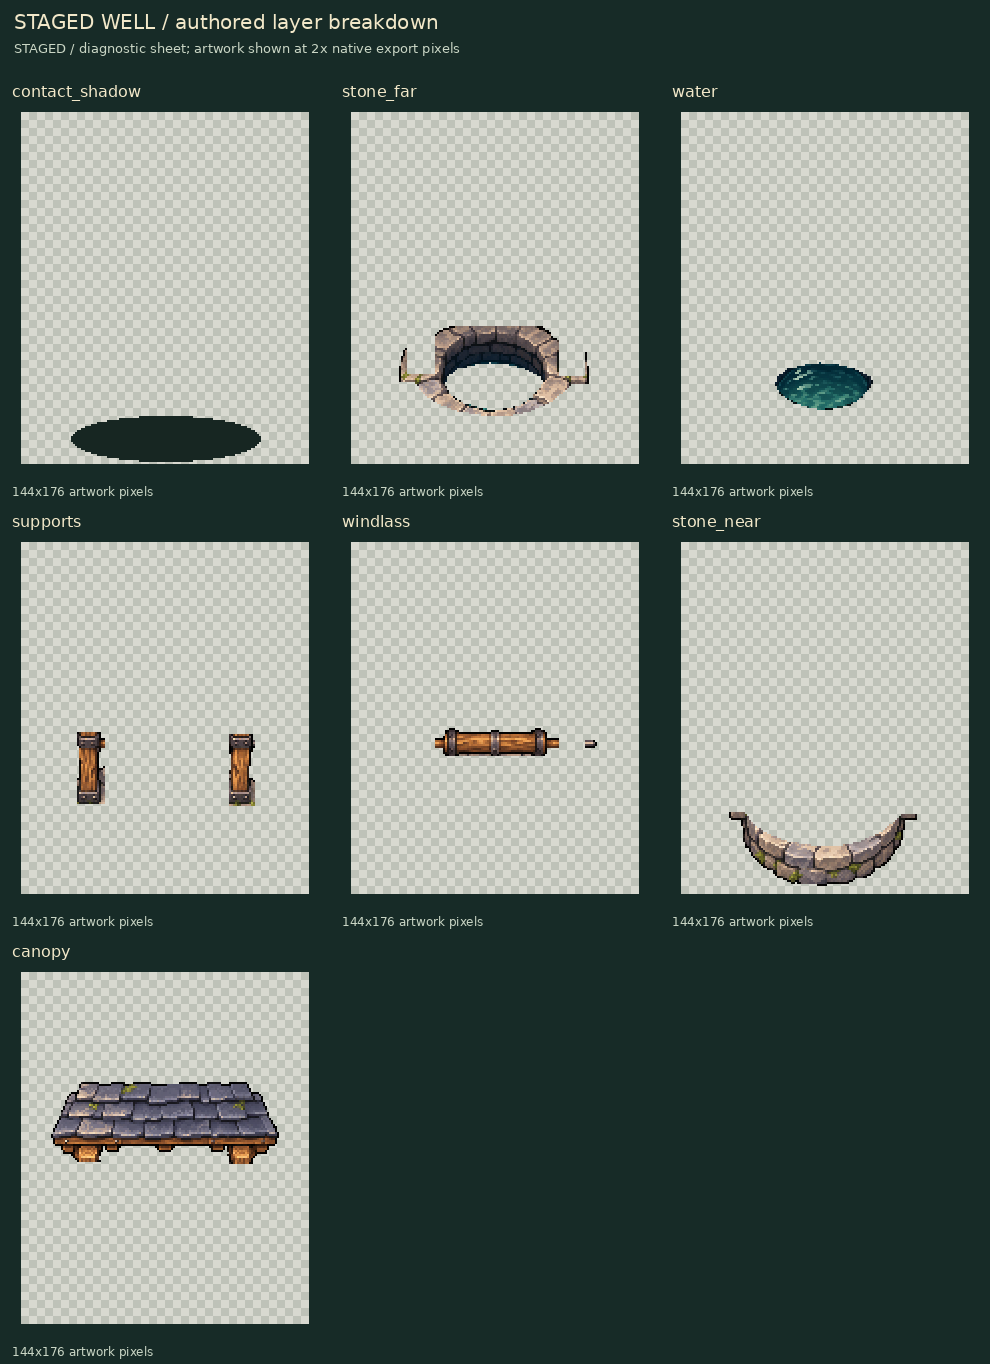 STAGED WELL / authored layer breakdown
STAGED / diagnostic sheet; artwork shown at 2x native export pixels
contact_shadow
stone_far
water
144x176 artwork pixels
144x176 artwork pixels
144x176 artwork pixels
supports
windlass
stone_near
144x176 artwork pixels
144x176 artwork pixels
144x176 artwork pixels
canopy
144x176 artwork pixels